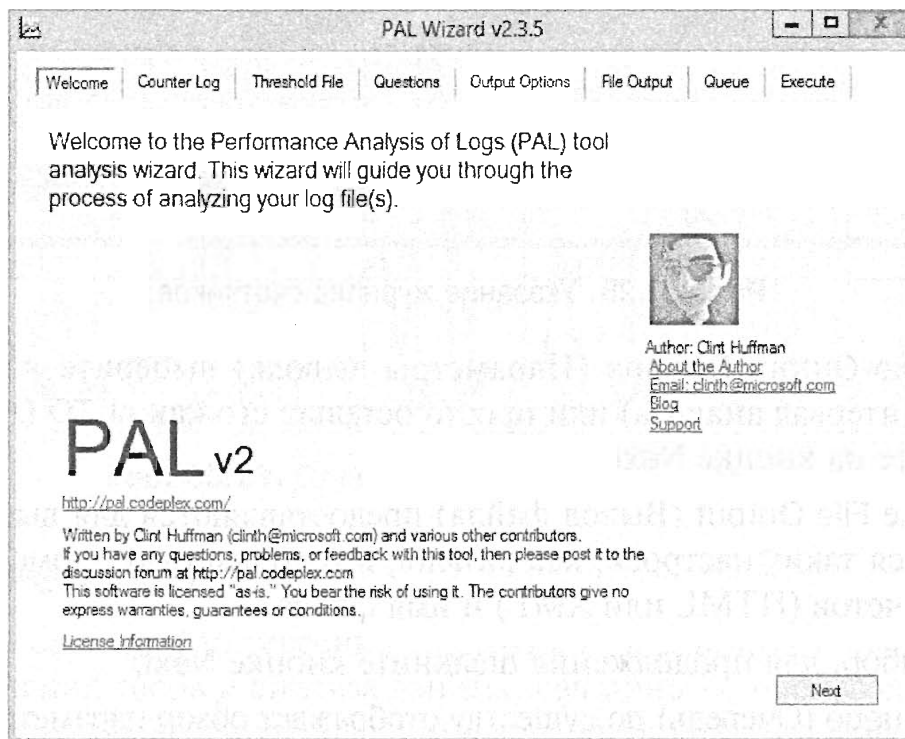 PAL Wizard v2.3.5
Welcome Counter Log Threshold File Questions Output Options File Output Queue Execute
Welcome to the Performance Analysis of Logs (PAL) tool
analysis wizard. This wizard will guide you through the
process of analyzing your log file(s).
Author: Clint Huffman
About the Author
Email: clinth@microsoft.com
Blog
Support
PAL v2
http://pal.codeplex.com/
Written by Clint Huffman (clinth@microsoft.com) and various other contributors.
If you have any questions, problems, or feedback with this tool, then please post it to the
discussion forum at http://pal.codeplex.com
This software is licensed "as-is." You bear the risk of using it. The contributors give no
express warranties, guarantees or conditions.
License Information
Next